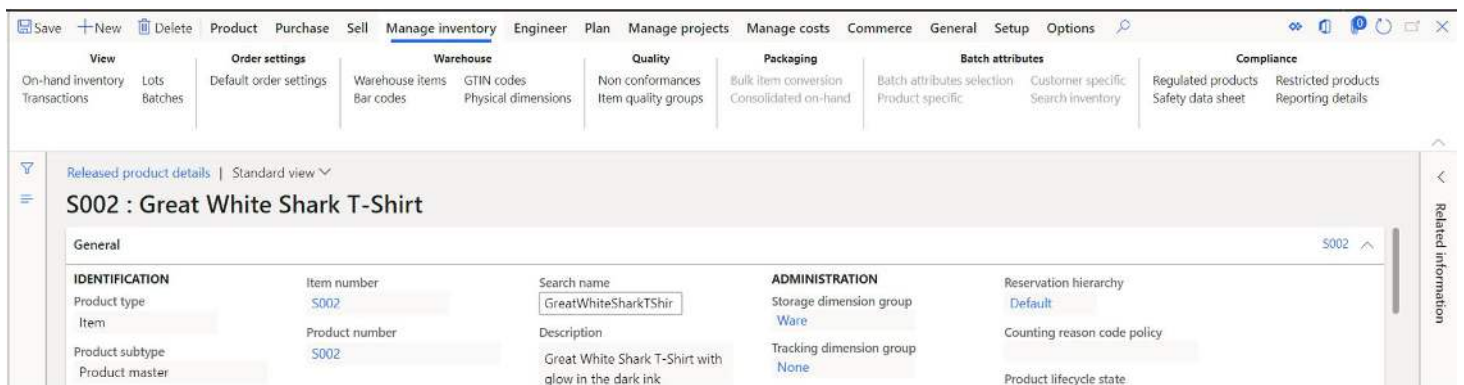 Save New Delete Product Purchase Sell Manage inventory Engineer Plan Manage projects Manage costs Commerce General Setup Options 0
View Order settings Warehouse Quality Packaging Batch attributes Compliance
On-hand inventory Lots Default order settings Warehouse items GTIN codes Non conformances Bulk item conversion Batch attributes selection Customer specific Regulated products Restricted products
Transactions Batches Bar codes Physical dimensions Item quality groups Consolidated on-hand Product specific Search inventory Safety data sheet Reporting details
Released product details | Standard view
S002 : Great White Shark T-Shirt
Related information
General S002
IDENTIFICATION
Product type
Item
Product subtype
Product master
Item number
S002
Product number
S002
Search name
GreatWhiteSharkTShir
Description
Great White Shark T-Shirt with
glow in the dark ink
ADMINISTRATION
Storage dimension group
Ware
Tracking dimension group
None
Reservation hierarchy
Default
Counting reason code policy
Product lifecycle state